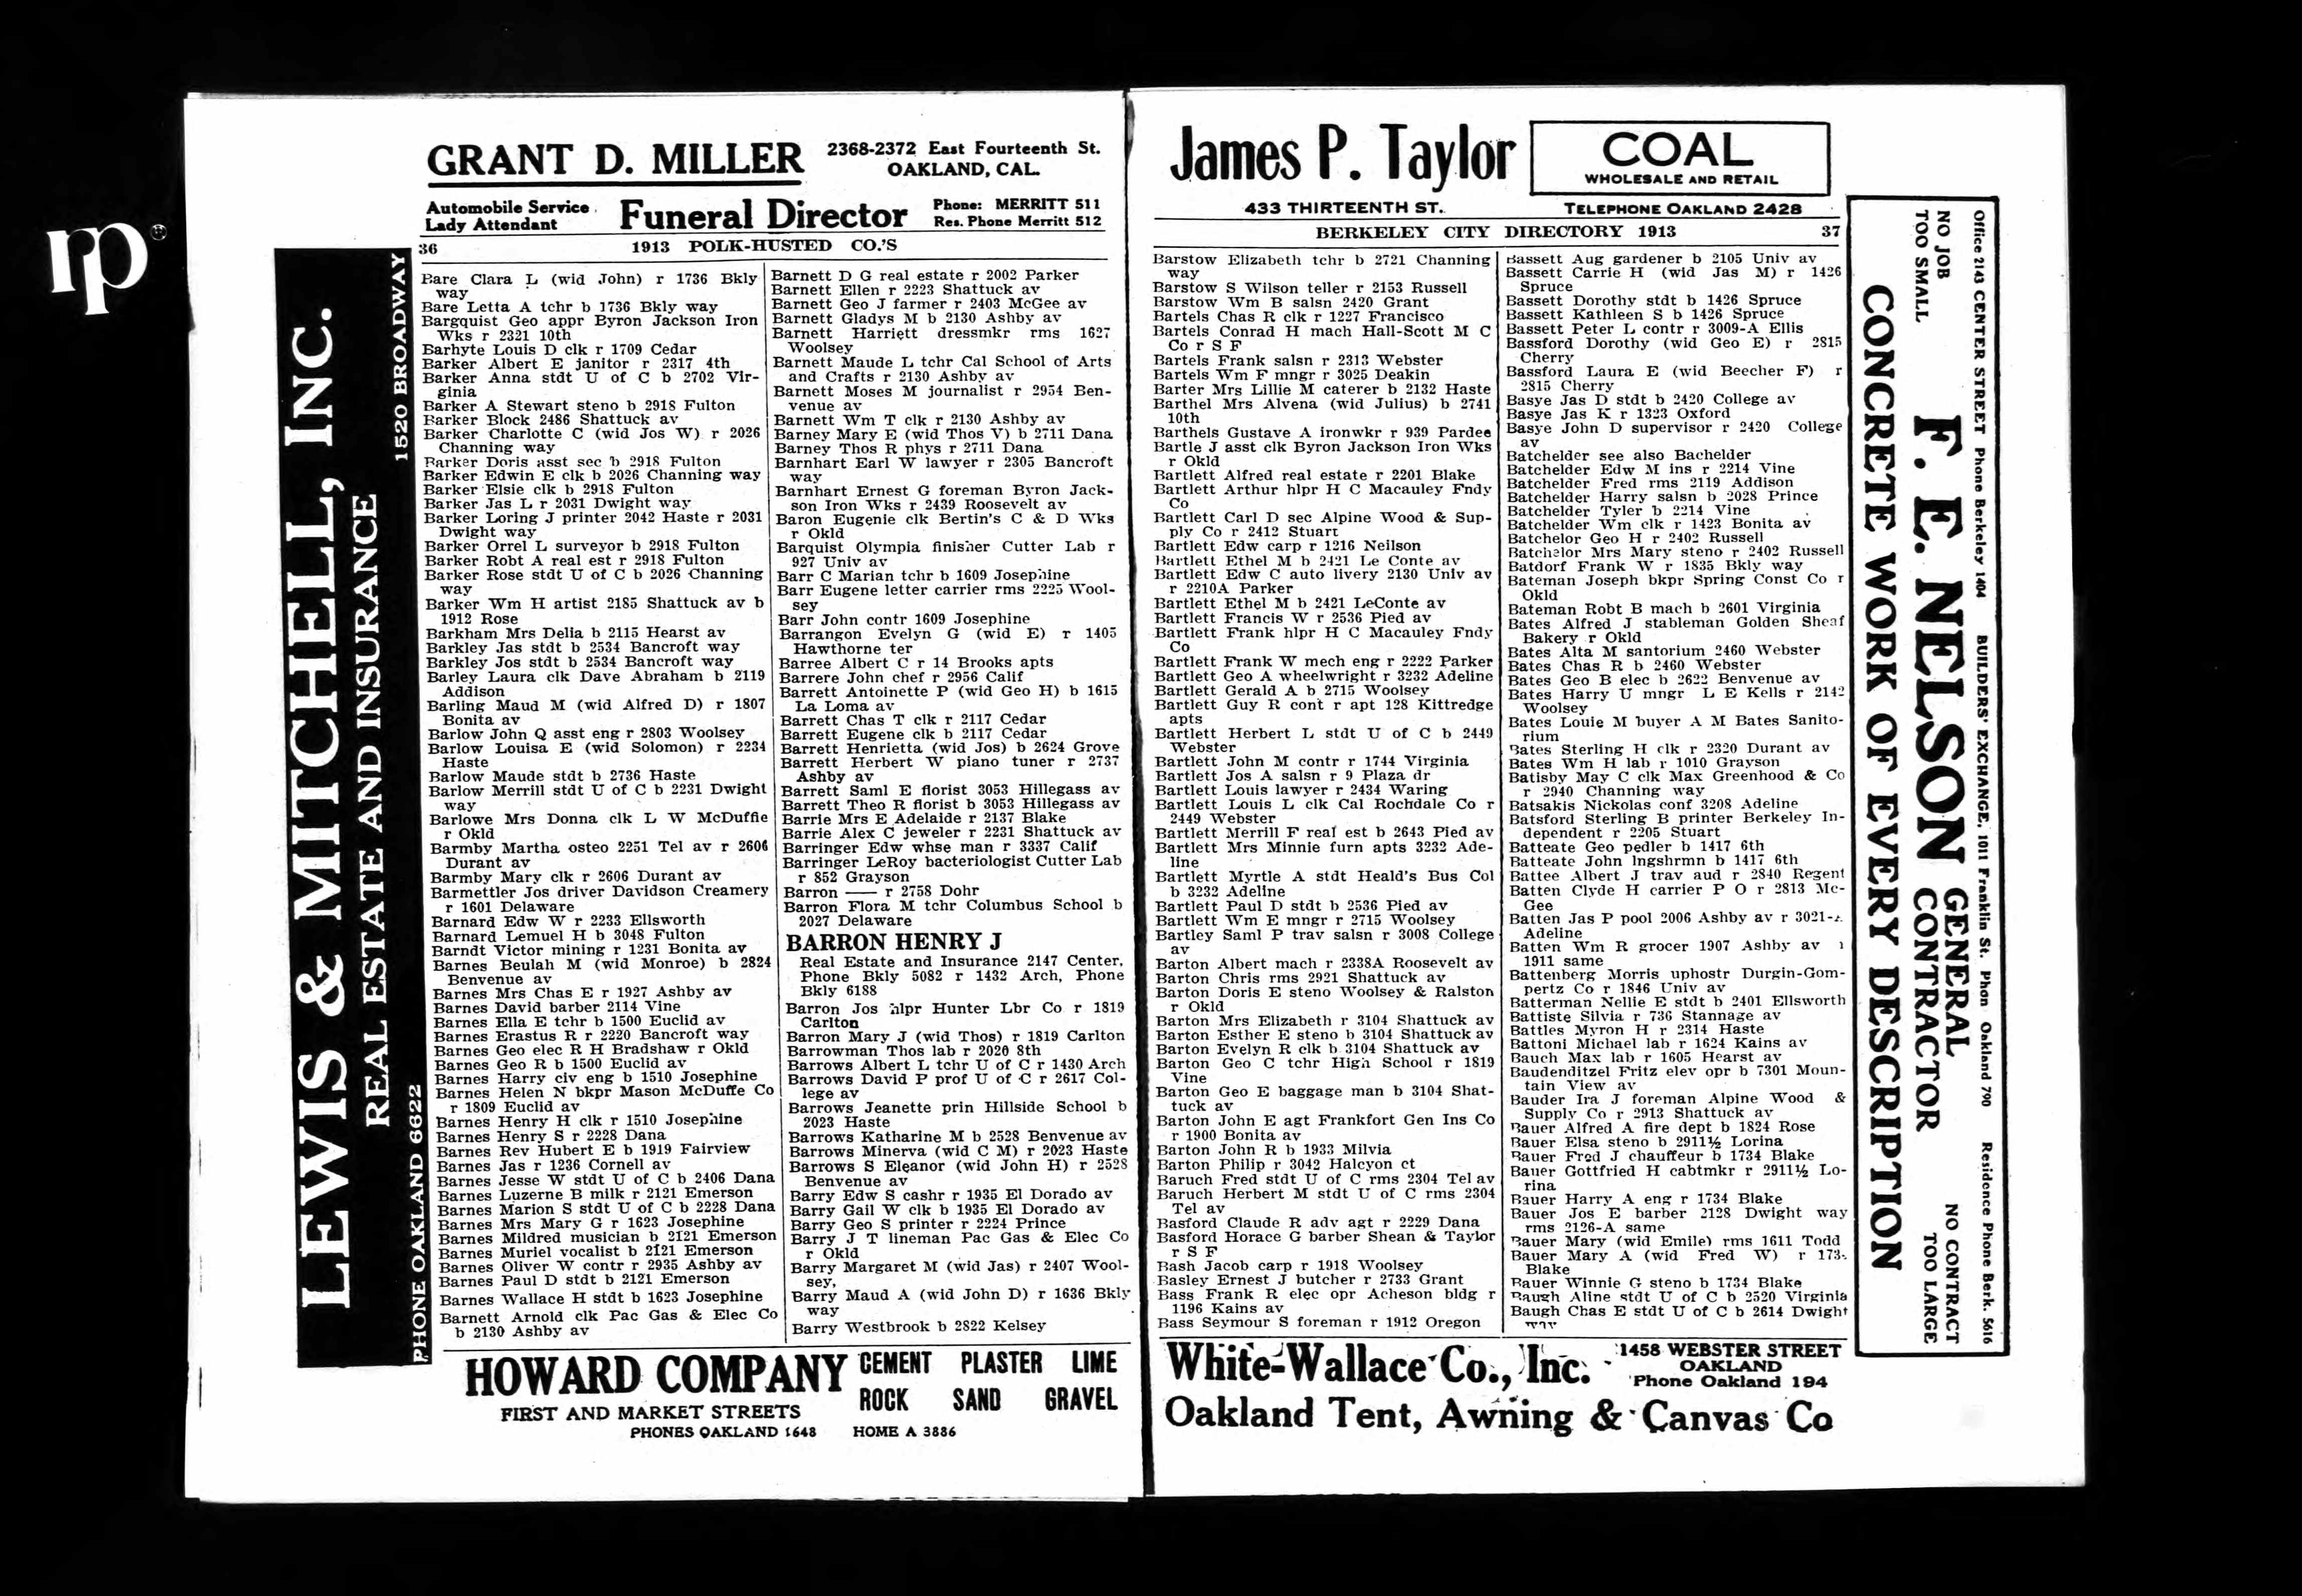 rp®
LEWIS & MITCHELL, INC.
REAL ESTATE AND INSURANCE
1520 BROADWAY
PHONE OAKLAND 6622
GRANT D. MILLER
2368-2372 East Fourteenth St.
OAKLAND, CAL.
Automobile Service
Lady Attendant
Funeral Director
Phone: MERRITT 511
Res. Phone Merritt 512
36
1913 POLK-HUSTED CO.'S
Bare Clara L (wid John) r 1736 Bkly
way
Bare Letta A tchr b 1736 Bkly way
Bargquist Geo appr Byron Jackson Iron
Wks r 2321 10th
Barhyte Louis D clk r 1709 Cedar
Barker Albert E janitor r 2317 4th
Barker Anna stdt U of C b 2702 Vir-
ginia
Barker A Stewart steno b 2918 Fulton
Barker Block 2486 Shattuck av
Barker Charlotte C (wid Jos W) r 2026
Channing way
Barker Doris asst sec b 2918 Fulton
Barker Edwin E clk b 2026 Channing way
Barker Elsie clk b 2918 Fulton
Barker Jas L r 2031 Dwight way
Barker Loring J printer 2042 Haste r 2031
Dwight way
Barker Orrel L surveyor b 2918 Fulton
Barker Robt A real est r 2918 Fulton
Barker Rose stdt U of C b 2026 Channing
way
Barker Wm H artist 2185 Shattuck av b
1912 Rose
Barkham Mrs Delia b 2115 Hearst av
Barkley Jas stdt b 2534 Bancroft way
Barkley Jos stdt b 2534 Bancroft way
Barley Laura clk Dave Abraham b 2119
Addison
Barling Maud M (wid Alfred D) r 1807
Bonita av
Barlow John Q asst eng r 2803 Woolsey
Barlow Louisa E (wid Solomon) r 2234
Haste
Barlow Maude stdt b 2736 Haste
Barlow Merrill stdt U of C b 2231 Dwight
way
Barlowe Mrs Donna clk L W McDuffie
r Okld
Barmby Martha osteo 2251 Tel av r 2606
Durant av
Barmby Mary clk r 2606 Durant av
Barmettler Jos driver Davidson Creamery
r 1601 Delaware
Barnard Edw W r 2233 Ellsworth
Barnard Lemuel H b 3048 Fulton
Barndt Victor mining r 1231 Bonita av
Barnes Beulah M (wid Monroe) b 2824
Benvenue av
Barnes Mrs Chas E r 1927 Ashby av
Barnes David barber 2114 Vine
Barnes Ella E tchr b 1500 Euclid av
Barnes Erastus R r 2220 Bancroft way
Barnes Geo elec R H Bradshaw r Okld
Barnes Geo R b 1500 Euclid av
Barnes Harry civ eng b 1510 Josephine
Barnes Helen N bkpr Mason McDuffe Co
r 1809 Euclid av
Barnes Henry H clk r 1510 Josephine
Barnes Henry S r 2228 Dana
Barnes Rev Hubert E b 1919 Fairview
Barnes Jas r 1236 Cornell av
Barnes Jesse W stdt U of C b 2406 Dana
Barnes Luzerne B milk r 2121 Emerson
Barnes Marion S stdt U of C b 2228 Dana
Barnes Mrs Mary G r 1623 Josephine
Barnes Mildred musician b 2121 Emerson
Barnes Muriel vocalist b 2121 Emerson
Barnes Oliver W contr r 2935 Ashby av
Barnes Paul D stdt b 2121 Emerson
Barnes Wallace H stdt b 1623 Josephine
Barnett Arnold clk Pac Gas & Elec Co
b 2130 Ashby av
Barnett D G real estate r 2002 Parker
Barnett Ellen r 2223 Shattuck av
Barnett Geo J farmer r 2403 McGee av
Barnett Gladys M b 2130 Ashby av
Barnett Harriett dressmkr rms 1627
Woolsey
Barnett Maude L tchr Cal School of Arts
and Crafts r 2130 Ashby av
Barnett Moses M journalist r 2954 Ben-
venue av
Barnett Wm T clk r 2130 Ashby av
Barney Mary E (wid Thos V) b 2711 Dana
Barney Thos R phys r 2711 Dana
Barnhart Earl W lawyer r 2305 Bancroft
way
Barnhart Ernest G foreman Byron Jack-
son Iron Wks r 2439 Roosevelt av
Baron Eugenie clk Bertin's C & D Wks
r Okld
Barquist Olympia finisher Cutter Lab r
927 Univ av
Barr C Marian tchr b 1609 Josephine
Barr Eugene letter carrier rms 2225 Wool-
sey
Barr John contr 1609 Josephine
Barrangon Evelyn G (wid E) r 1405
Hawthorne ter
Barree Albert C r 14 Brooks apts
Barrere John chef r 2956 Calif
Barrett Antoinette P (wid Geo H) b 1615
La Loma av
Barrett Chas T clk r 2117 Cedar
Barrett Eugene clk b 2117 Cedar
Barrett Henrietta (wid Jos) b 2624 Grove
Barrett Herbert W piano tuner r 2737
Ashby av
Barrett Saml E florist 3053 Hillegass av
Barrett Theo R florist b 3053 Hillegass av
Barrie Mrs E Adelaide r 2137 Blake
Barrie Alex C jeweler r 2231 Shattuck av
Barringer Edw whse man r 3337 Calif
Barringer LeRoy bacteriologist Cutter Lab
r 852 Grayson
Barron —— r 2758 Dohr
Barron Flora M tchr Columbus School b
2027 Delaware
BARRON HENRY J
Real Estate and Insurance 2147 Center,
Phone Bkly 5082 r 1432 Arch, Phone
Bkly 6188
Barron Jos hlpr Hunter Lbr Co r 1819
Carlton
Barron Mary J (wid Thos) r 1819 Carlton
Barrowman Thos lab r 2020 8th
Barrows Albert L tchr U of C r 1430 Arch
Barrows David P prof U of C r 2617 Col-
lege av
Barrows Jeanette prin Hillside School b
2023 Haste
Barrows Katharine M b 2528 Benvenue av
Barrows Minerva (wid C M) r 2023 Haste
Barrows S Eleanor (wid John H) r 2528
Benvenue av
Barry Edw S cashr r 1935 El Dorado av
Barry Gail W clk b 1935 El Dorado av
Barry Geo S printer r 2224 Prince
Barry J T lineman Pac Gas & Elec Co
r Okld
Barry Margaret M (wid Jas) r 2407 Wool-
sey,
Barry Maud A (wid John D) r 1636 Bkly
way
Barry Westbrook b 2822 Kelsey
HOWARD COMPANY
FIRST AND MARKET STREETS
PHONES OAKLAND 1648 HOME A 3886
CEMENT PLASTER LIME
ROCK SAND GRAVEL
James P. Taylor
COAL
WHOLESALE AND RETAIL
433 THIRTEENTH ST.
TELEPHONE OAKLAND 2428
BERKELEY CITY DIRECTORY 1913
37
Barstow Elizabeth tchr b 2721 Channing
way
Barstow S Wilson teller r 2153 Russell
Barstow Wm B salsn 2420 Grant
Bartels Chas R clk r 1227 Francisco
Bartels Conrad H mach Hall-Scott M C
Co r S F
Bartels Frank salsn r 2313 Webster
Bartels Wm F mngr r 3025 Deakin
Barter Mrs Lillie M caterer b 2132 Haste
Barthel Mrs Alvena (wid Julius) b 2741
10th
Barthels Gustave A ironwkr r 939 Pardee
Bartle J asst clk Byron Jackson Iron Wks
r Okld
Bartlett Alfred real estate r 2201 Blake
Bartlett Arthur hlpr H C Macauley Fndy
Co
Bartlett Carl D sec Alpine Wood & Sup-
ply Co r 2412 Stuart
Bartlett Edw carp r 1216 Neilson
Bartlett Ethel M b 2421 Le Conte av
Bartlett Edw C auto livery 2130 Univ av
r 2210A Parker
Bartlett Ethel M b 2421 LeConte av
Bartlett Francis W r 2536 Pied av
Bartlett Frank hlpr H C Macauley Fndy
Co
Bartlett Frank W mech eng r 2222 Parker
Bartlett Geo A wheelwright r 3232 Adeline
Bartlett Gerald A b 2715 Woolsey
Bartlett Guy R cont r apt 128 Kittredge
apts
Bartlett Herbert L stdt U of C b 2449
Webster
Bartlett John M contr r 1744 Virginia
Bartlett Jos A salsn r 9 Plaza dr
Bartlett Louis lawyer r 2434 Waring
Bartlett Louis L clk Cal Rochdale Co r
2449 Webster
Bartlett Merrill F real est b 2643 Pied av
Bartlett Mrs Minnie furn apts 3232 Ade-
line
Bartlett Myrtle A stdt Heald's Bus Col
b 3232 Adeline
Bartlett Paul D stdt b 2536 Pied av
Bartlett Wm E mngr r 2715 Woolsey
Bartley Saml P trav salsn r 3008 College
av
Barton Albert mach r 2338A Roosevelt av
Barton Chris rms 2921 Shattuck av
Barton Doris E steno Woolsey & Ralston
r Okld
Barton Mrs Elizabeth r 3104 Shattuck av
Barton Esther E steno b 3104 Shattuck av
Barton Evelyn R clk b 3104 Shattuck av
Barton Geo C tchr High School r 1819
Vine
Barton Geo E baggage man b 3104 Shat-
tuck av
Barton John E agt Frankfort Gen Ins Co
r 1900 Bonita av
Barton John R b 1933 Milvia
Barton Philip r 3042 Halcyon ct
Baruch Fred stdt U of C rms 2304 Tel av
Baruch Herbert M stdt U of C rms 2304
Tel av
Basford Claude R adv agt r 2229 Dana
Basford Horace G barber Shean & Taylor
r S F
Bash Jacob carp r 1918 Woolsey
Basley Ernest J butcher r 2733 Grant
Bass Frank R elec opr Acheson bldg r
1196 Kains av
Bass Seymour S foreman r 1912 Oregon
Bassett Aug gardener b 2105 Univ av
Bassett Carrie H (wid Jas M) r 1426
Spruce
Bassett Dorothy stdt b 1426 Spruce
Bassett Kathleen S b 1426 Spruce
Bassett Peter L contr r 3009-A Ellis
Bassford Dorothy (wid Geo E) r 2815
Cherry
Bassford Laura E (wid Beecher F) r
2815 Cherry
Basye Jas D stdt b 2420 College av
Basye Jas K r 1323 Oxford
Basye John D supervisor r 2420 College
av
Batchelder see also Bachelder
Batchelder Edw M ins r 2214 Vine
Batchelder Fred rms 2119 Addison
Batchelder Harry salsn b 2028 Prince
Batchelder Tyler b 2214 Vine
Batchelder Wm clk r 1423 Bonita av
Batchelor Geo H r 2402 Russell
Batchelor Mrs Mary steno r 2402 Russell
Batdorf Frank W r 1835 Bkly way
Bateman Joseph bkpr Spring Const Co r
Okld
Bateman Robt B mach b 2601 Virginia
Bates Alfred J stableman Golden Sheaf
Bakery r Okld
Bates Alta M santorium 2460 Webster
Bates Chas R b 2460 Webster
Bates Geo B elec b 2622 Benvenue av
Bates Harry U mngr L E Kells r 2142
Woolsey
Bates Louie M buyer A M Bates Sanito-
rium
Bates Sterling H clk r 2320 Durant av
Bates Wm H lab r 1010 Grayson
Batisby May C clk Max Greenhood & Co
r 2940 Channing way
Batsakis Nickolas conf 3208 Adeline
Batsford Sterling B printer Berkeley In-
dependent r 2205 Stuart
Batteate Geo pedler b 1417 6th
Batteate John lngshrmn b 1417 6th
Battee Albert J trav aud r 2840 Regent
Batten Clyde H carrier P O r 2813 Mc-
Gee
Batten Jas P pool 2006 Ashby av r 3021-
Adeline
Batten Wm R grocer 1907 Ashby av
1911 same
Battenberg Morris uphostr Durgin-Gom-
pertz Co r 1846 Univ av
Batterman Nellie E stdt b 2401 Ellsworth
Battiste Silvia r 736 Stannage av
Battles Myron H r 2314 Haste
Battoni Michael lab r 1624 Kains av
Bauch Max lab r 1605 Hearst av
Baudenditzel Fritz elev opr b 7301 Moun-
tain View av
Bauder Ira J foreman Alpine Wood &
Supply Co r 2913 Shattuck av
Bauer Alfred A fire dept b 1824 Rose
Bauer Elsa steno b 2911½ Lorina
Bauer Fred J chauffeur b 1734 Blake
Bauer Gottfried H cabtmkr r 2911½ Lo-
rina
Bauer Harry A eng r 1734 Blake
Bauer Jos E barber 2128 Dwight way
rms 2126-A same
Bauer Mary (wid Emile) rms 1611 Todd
Bauer Mary A (wid Fred W) r 173
Blake
Bauer Winnie G steno b 1734 Blake
Baugh Aline stdt U of C b 2520 Virginia
Baugh Chas E stdt U of C b 2614 Dwight
way
White-Wallace Co., Inc.
1458 WEBSTER STREET
OAKLAND
Phone Oakland 194
Oakland Tent, Awning & Canvas Co
Office 2143 CENTER STREET Phone Berkeley 1404 BUILDERS' EXCHANGE, 1011 Franklin St. Phon Oakland 790 Residence Phone Berk. 5616
NO JOB
TOO SMALL
F. E. NELSON
GENERAL
CONTRACTOR
NO CONTRACT
TOO LARGE
CONCRETE WORK OF EVERY DESCRIPTION